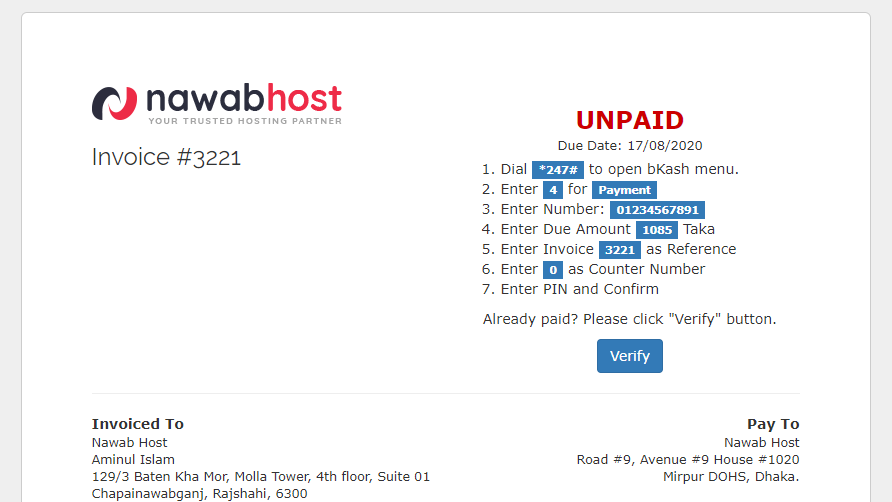 nawabhost
YOUR TRUSTED HOSTING PARTNER
Invoice #3221
UNPAID
Due Date: 17/08/2020
1. Dial *247# to open bKash menu.
2. Enter 4 for Payment
3. Enter Number: 01234567891
4. Enter Due Amount 1085 Taka
5. Enter Invoice 3221 as Reference
6. Enter 0 as Counter Number
7. Enter PIN and Confirm
Already paid? Please click "Verify" button.
Verify
Invoiced To
Nawab Host
Aminul Islam
129/3 Baten Kha Mor, Molla Tower, 4th floor, Suite 01
Chapainawabganj, Rajshahi, 6300
Pay To
Nawab Host
Road #9, Avenue #9 House #1020
Mirpur DOHS, Dhaka.